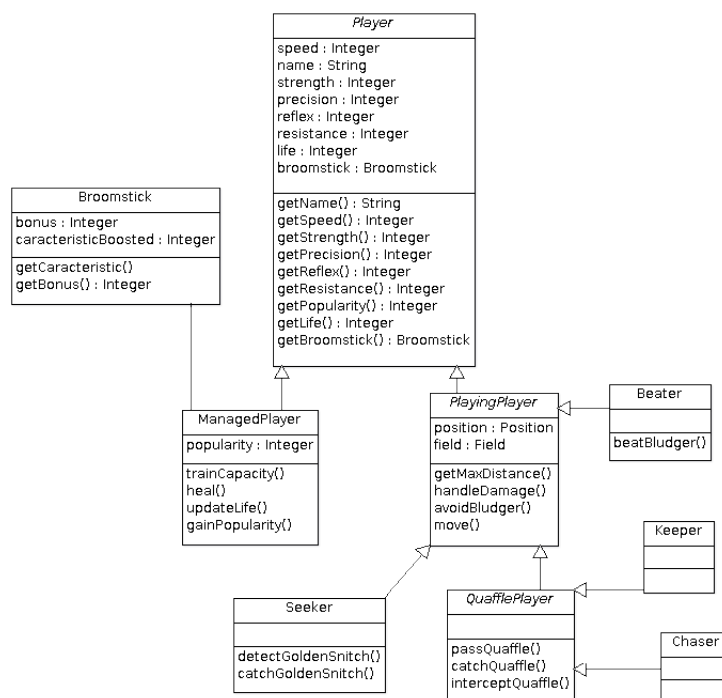 Player
speed : Integer
name : String
strength : Integer
precision : Integer
reflex : Integer
resistance : Integer
life : Integer
broomstick : Broomstick
getName() : String
getSpeed() : Integer
getStrength() : Integer
getPrecision() : Integer
getReflex() : Integer
getResistance() : Integer
getPopularity() : Integer
getLife() : Integer
getBroomstick() : Broomstick
Broomstick
bonus : Integer
caracteristicBoosted : Integer
getCaracteristic()
getBonus() : Integer
ManagedPlayer
popularity : Integer
trainCapacity()
heal()
updateLife()
gainPopularity()
PlayingPlayer
position : Position
field : Field
getMaxDistance()
handleDamage()
avoidBludger()
move()
Beater
beatBludger()
Keeper
Seeker
detectGoldenSnitch()
catchGoldenSnitch()
QuafflePlayer
passQuaffle()
catchQuaffle()
interceptQuaffle()
Chaser